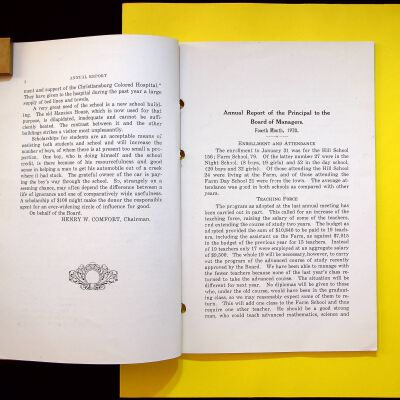 2
ANNUAL REPORT
ment and support of the Christiansburg Colored Hospital."
They have given to the hospital during the past year a large
supply of bed linen and towels.
A very great need of the school is a new school build-
ing. The old Mansion House, which is now used for that
purpose, is dilapidated, inadequate and cannot be suffi-
ciently heated. The contrast between it and the other
buildings strikes a visitor most unpleasantly.
Scholarships for students are an acceptable means of
assisting both students and school and will increase the
number of boys, of whom there is at present too small a pro-
portion. One boy, who is doing himself and the school
credit, is there because of his resourcefulness and good
sense in helping a man to get his automobile out of a creek
where it had stuck. The grateful owner of the car is pay-
ing the boy's way through the school. So, strangely on a
seeming chance, may often depend the difference between a
life of ignorance and one of comparatively wide usefulness.
A scholarship of $100 might make the donor the responsible
agent for an ever-widening circle of influence for good.
On behalf of the Board.
HENRY W. COMFORT, Chairman.
Annual Report of the Principal to the
Board of Managers.
Fourth Month, 1920.
ENROLLMENT AND ATTENDANCE
The enrollment to January 31 was for the Hill School
156; Farm School, 79. Of the latter number 27 were in the
Night School, 18 boys, 19 girls) and 52 in the day school,
(20 boys and 32 girls). Of those attending the Hill School
24 were living at the Farm, and of those attending the
Farm Day School 21 were from the town. The average at-
tendance was good in both schools as compared with other
years.
TEACHING FORCE
The program as adopted at the last annual meeting has
been carried out in part. This called for an increase of the
teaching force, raising the salary of some of the teachers,
and extending the course of study two years. The budget as
adopted provided the sum of $10,840 to be paid to 19 teach-
ers, including the assistant on the Farm, as against $7,915
in the budget of the previous year for 15 teachers. Instead
of 19 teachers only 17 were employed at an aggregate salary
of $9,500. The whole 19 will be necessary, however, to carry
out the program of the advanced course of study recently
approved by the Board. We have been able to manage with
the fewer teachers because none of the last year's class re-
turned to take the advanced course. The situation will be
different for next year. No diplomas will be given to those
who, under the old course, would have been in the graduat-
ing class, so we may reasonably expect some of them to re-
turn. This will add one class to the Farm School and thus
require one other teacher. He should be a good strong
man, who could teach advanced mathematics, science and